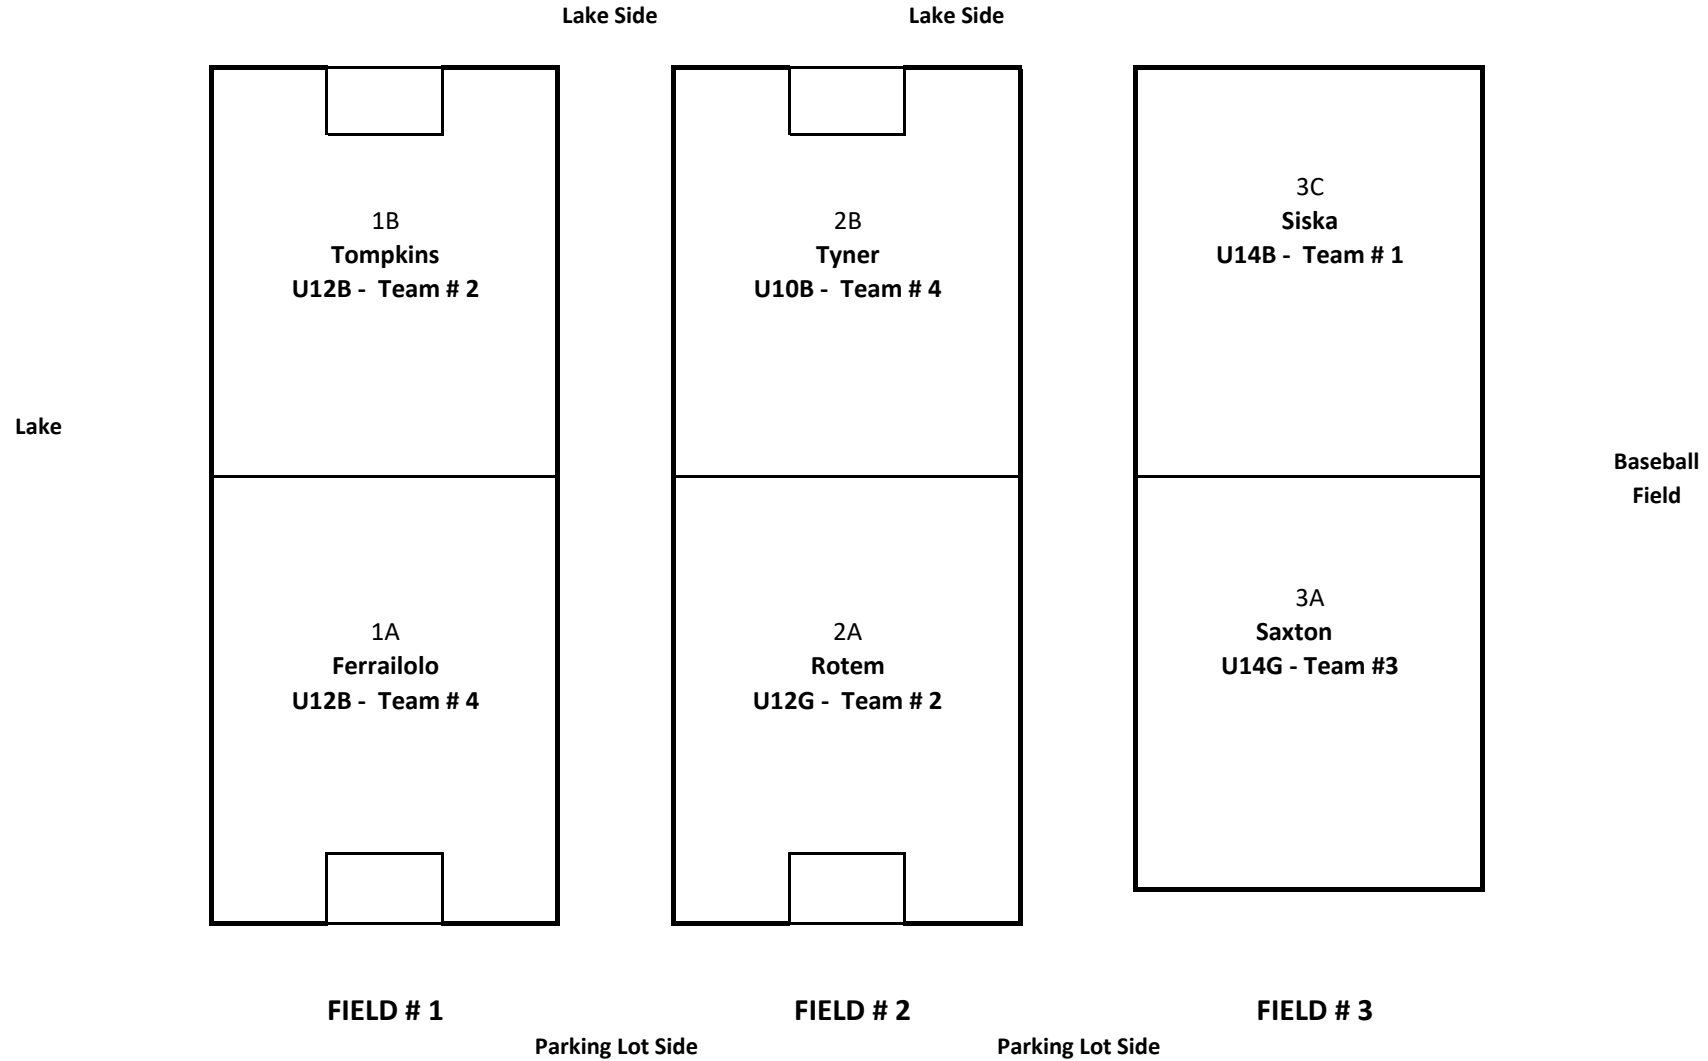 Lake Side
Lake Side
1B
Tompkins
U12B - Team # 2
2B
Tyner
U10B - Team # 4
3C
Siska
U14B - Team # 1
Lake
Baseball
Field
1A
Ferrailolo
U12B - Team # 4
2A
Rotem
U12G - Team # 2
3A
Saxton
U14G - Team #3
FIELD # 1
FIELD # 2
FIELD # 3
Parking Lot Side
Parking Lot Side